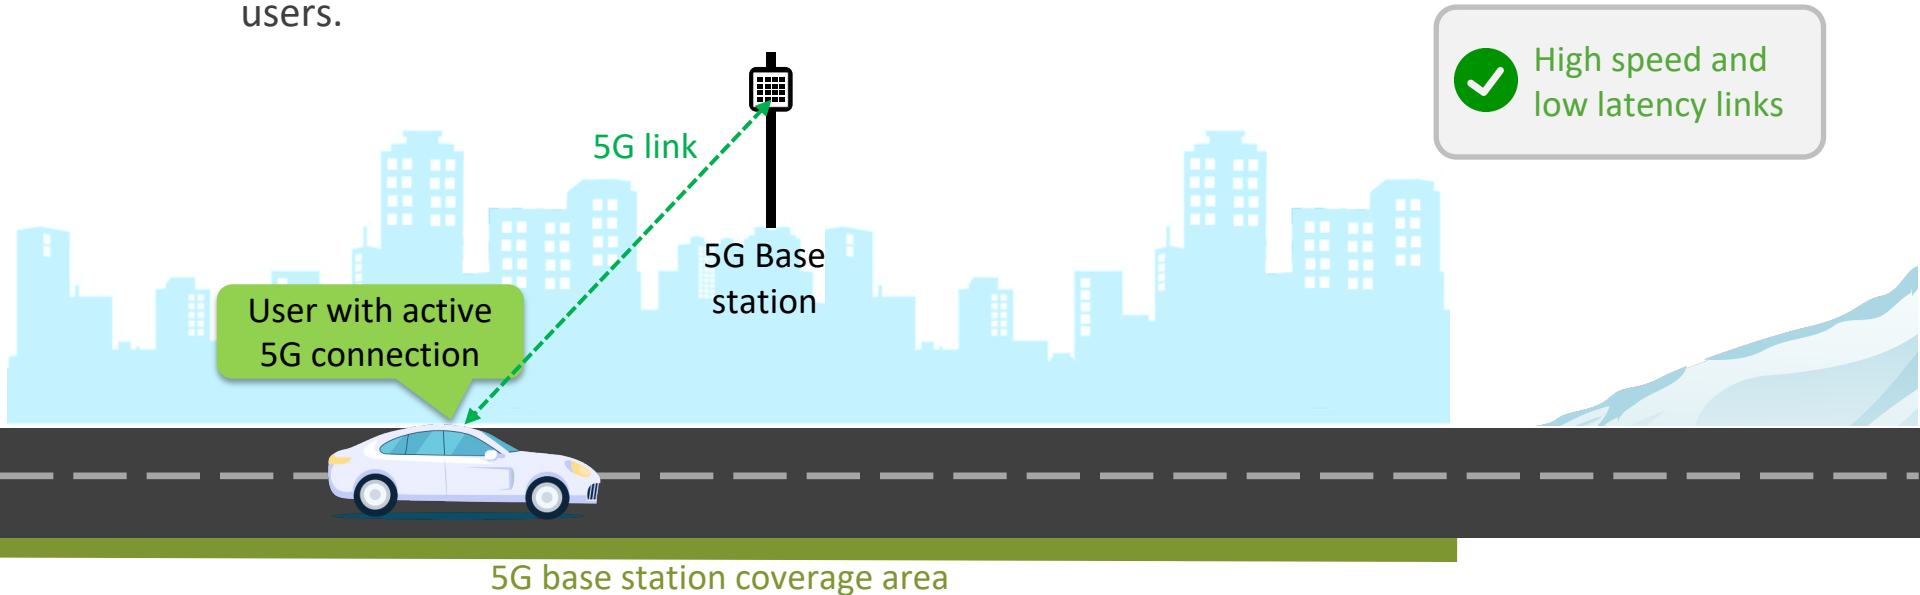 users.
High speed and
low latency links
5G link
5G Base
station
User with active
5G connection
5G base station coverage area